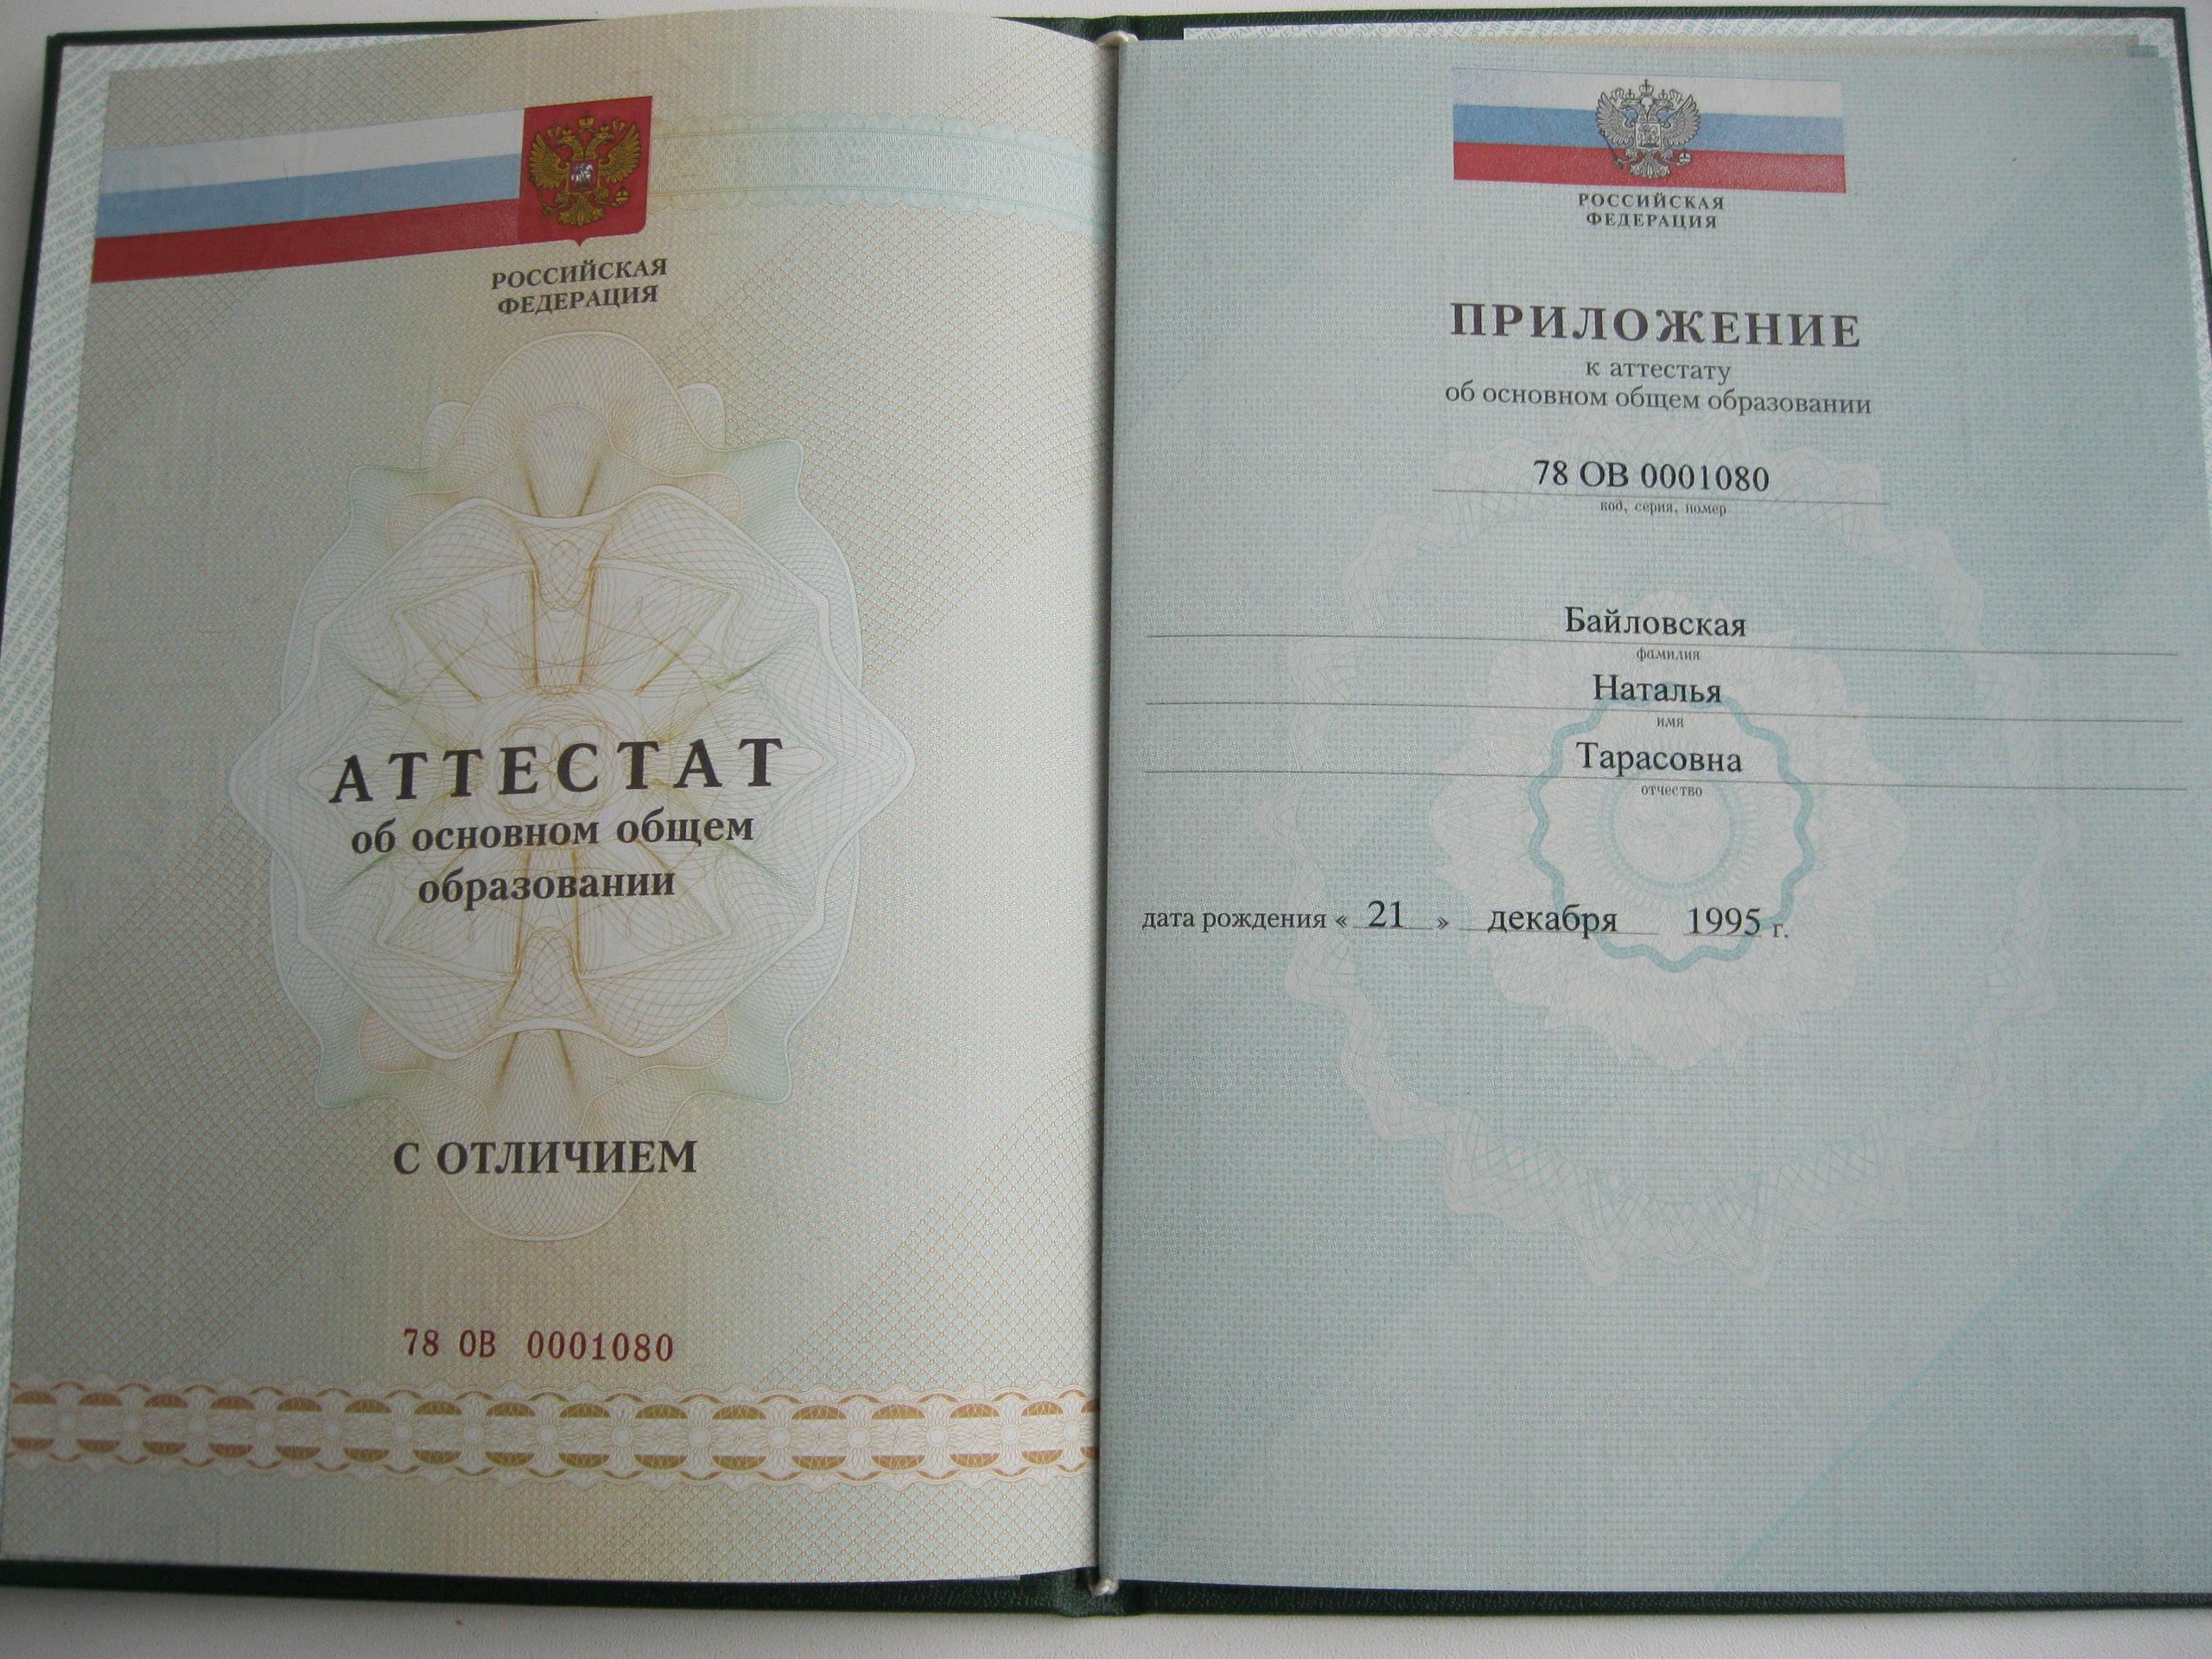 РОССИЙСКАЯ
ФЕДЕРАЦИЯ
АТТЕСТАТ
об основном общем
образовании
С ОТЛИЧИЕМ
78 ОВ 0001080
РОССИЙСКАЯ
ФЕДЕРАЦИЯ
ПРИЛОЖЕНИЕ
к аттестату
об основном общем образовании
78 ОВ 0001080
код, серия, номер
Байловская
фамилия
Наталья
имя
Тарасовна
отчество
дата рождения « 21 » декабря 1995 г.